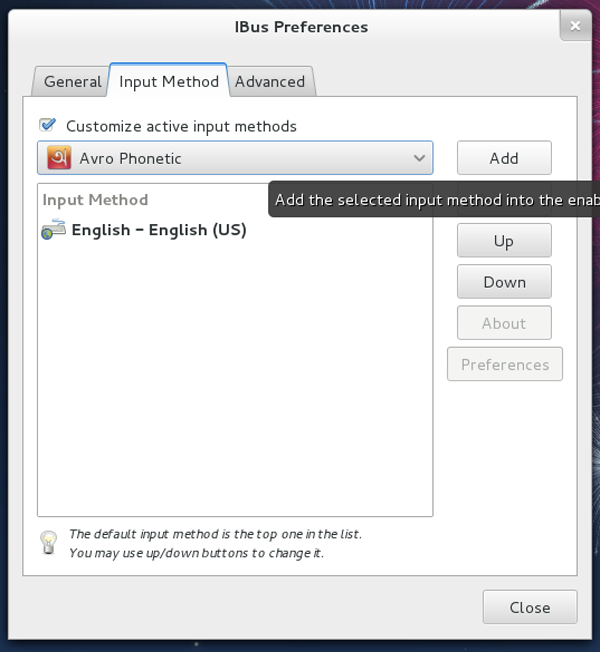 IBus Preferences
General Input Method Advanced
Customize active input methods
অ Avro Phonetic
Add
Add the selected input method into the enab
Input Method
English - English (US)
Up
Down
About
Preferences
The default input method is the top one in the list.
You may use up/down buttons to change it.
Close